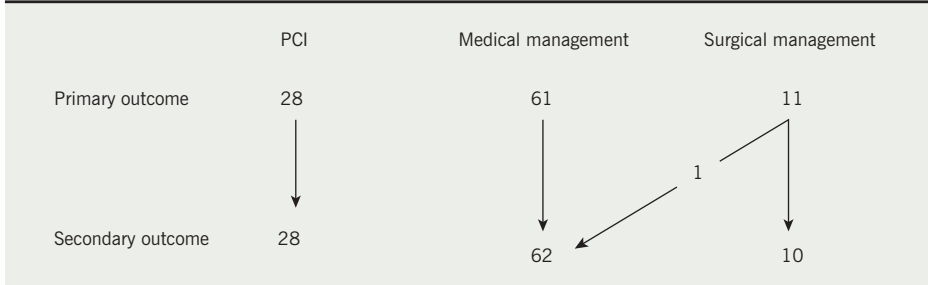 PCI Medical management Surgical management
Primary outcome 28 61 11
1
Secondary outcome 28
62 10